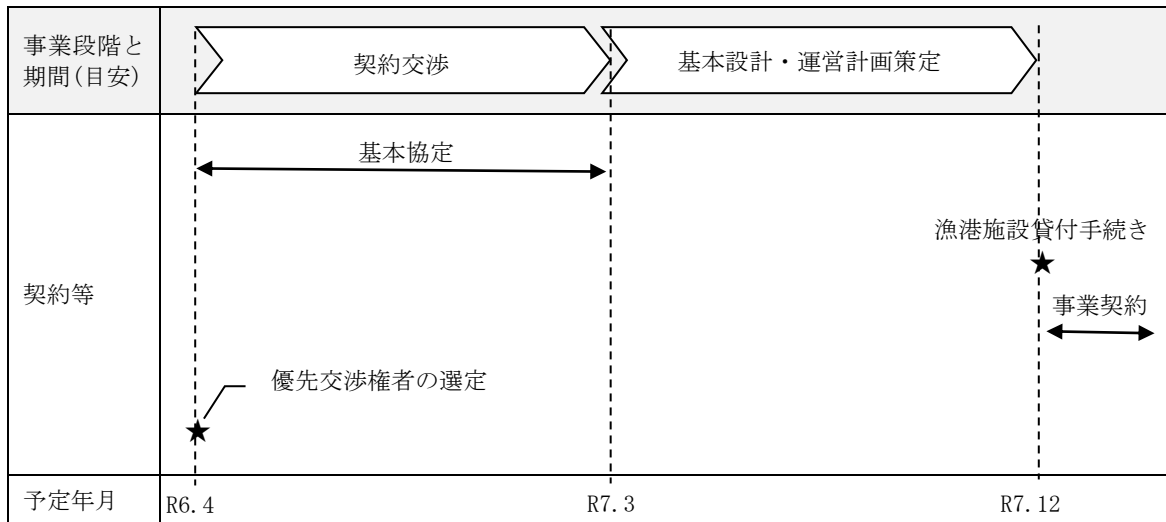 事業段階と
期間(目安)
契約交渉
基本設計・運営計画策定
契約等
基本協定
漁港施設貸付手続き
★
事業契約
優先交渉権者の選定
★
予定年月
R6.4
R7.3
R7.12